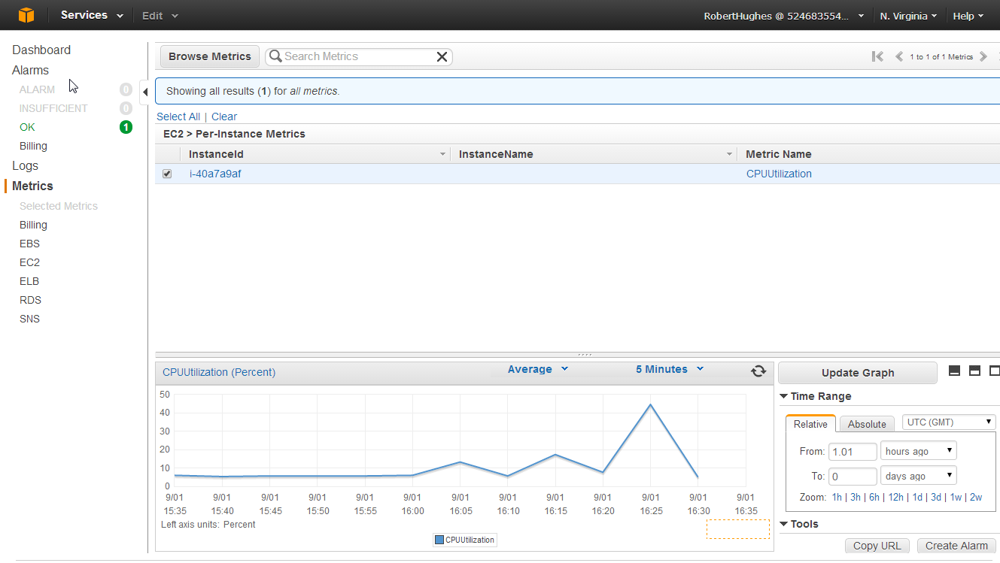 Services Edit RobertHughes @ 524683554... N. Virginia Help
Dashboard
Alarms
ALARM 0
INSUFFICIENT 0
OK 1
Billing
Logs
Metrics
Selected Metrics
Billing
EBS
EC2
ELB
RDS
SNS
Browse Metrics Search Metrics 1 to 1 of 1 Metrics
Showing all results (1) for all metrics.
Select All | Clear
EC2 > Per-Instance Metrics
InstanceId InstanceName Metric Name
i-40a7a9af CPUUtilization
CPUUtilization (Percent) Average 5 Minutes
50
40
30
20
10
0
9/01 9/01 9/01 9/01 9/01 9/01 9/01 9/01 9/01 9/01 9/01 9/01 9/01
15:35 15:40 15:45 15:50 15:55 16:00 16:05 16:10 16:15 16:20 16:25 16:30 16:35
Left axis units: Percent
CPUUtilization
Update Graph
Time Range
Relative Absolute UTC (GMT)
From: 1.01 hours ago
To: 0 days ago
Zoom: 1h | 3h | 6h | 12h | 1d | 3d | 1w | 2w
Tools
Copy URL Create Alarm